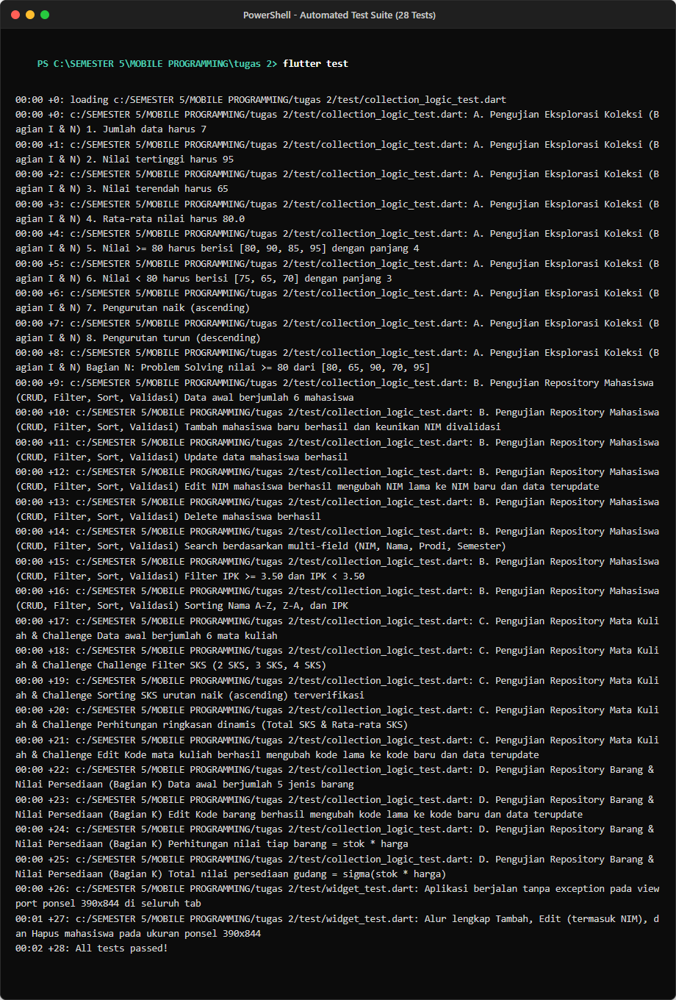 PowerShell - Automated Test Suite (28 Tests)
PS C:\SEMESTER 5\MOBILE PROGRAMMING\tugas 2> flutter test
00:00 +0: loading c:/SEMESTER 5/MOBILE PROGRAMMING/tugas 2/test/collection_logic_test.dart
00:00 +0: c:/SEMESTER 5/MOBILE PROGRAMMING/tugas 2/test/collection_logic_test.dart: A. Pengujian Eksplorasi Koleksi (B
agian I & N) 1. Jumlah data harus 7
00:00 +1: c:/SEMESTER 5/MOBILE PROGRAMMING/tugas 2/test/collection_logic_test.dart: A. Pengujian Eksplorasi Koleksi (B
agian I & N) 2. Nilai tertinggi harus 95
00:00 +2: c:/SEMESTER 5/MOBILE PROGRAMMING/tugas 2/test/collection_logic_test.dart: A. Pengujian Eksplorasi Koleksi (B
agian I & N) 3. Nilai terendah harus 65
00:00 +3: c:/SEMESTER 5/MOBILE PROGRAMMING/tugas 2/test/collection_logic_test.dart: A. Pengujian Eksplorasi Koleksi (B
agian I & N) 4. Rata-rata nilai harus 80.0
00:00 +4: c:/SEMESTER 5/MOBILE PROGRAMMING/tugas 2/test/collection_logic_test.dart: A. Pengujian Eksplorasi Koleksi (B
agian I & N) 5. Nilai >= 80 harus berisi [80, 90, 85, 95] dengan panjang 4
00:00 +5: c:/SEMESTER 5/MOBILE PROGRAMMING/tugas 2/test/collection_logic_test.dart: A. Pengujian Eksplorasi Koleksi (B
agian I & N) 6. Nilai < 80 harus berisi [75, 65, 70] dengan panjang 3
00:00 +6: c:/SEMESTER 5/MOBILE PROGRAMMING/tugas 2/test/collection_logic_test.dart: A. Pengujian Eksplorasi Koleksi (B
agian I & N) 7. Pengurutan naik (ascending)
00:00 +7: c:/SEMESTER 5/MOBILE PROGRAMMING/tugas 2/test/collection_logic_test.dart: A. Pengujian Eksplorasi Koleksi (B
agian I & N) 8. Pengurutan turun (descending)
00:00 +8: c:/SEMESTER 5/MOBILE PROGRAMMING/tugas 2/test/collection_logic_test.dart: A. Pengujian Eksplorasi Koleksi (B
agian I & N) Bagian N: Problem Solving nilai >= 80 dari [80, 65, 90, 70, 95]
00:00 +9: c:/SEMESTER 5/MOBILE PROGRAMMING/tugas 2/test/collection_logic_test.dart: B. Pengujian Repository Mahasiswa
(CRUD, Filter, Sort, Validasi) Data awal berjumlah 6 mahasiswa
00:00 +10: c:/SEMESTER 5/MOBILE PROGRAMMING/tugas 2/test/collection_logic_test.dart: B. Pengujian Repository Mahasiswa
(CRUD, Filter, Sort, Validasi) Tambah mahasiswa baru berhasil dan keunikan NIM divalidasi
00:00 +11: c:/SEMESTER 5/MOBILE PROGRAMMING/tugas 2/test/collection_logic_test.dart: B. Pengujian Repository Mahasiswa
(CRUD, Filter, Sort, Validasi) Update data mahasiswa berhasil
00:00 +12: c:/SEMESTER 5/MOBILE PROGRAMMING/tugas 2/test/collection_logic_test.dart: B. Pengujian Repository Mahasiswa
(CRUD, Filter, Sort, Validasi) Edit NIM mahasiswa berhasil mengubah NIM lama ke NIM baru dan data terupdate
00:00 +13: c:/SEMESTER 5/MOBILE PROGRAMMING/tugas 2/test/collection_logic_test.dart: B. Pengujian Repository Mahasiswa
(CRUD, Filter, Sort, Validasi) Delete mahasiswa berhasil
00:00 +14: c:/SEMESTER 5/MOBILE PROGRAMMING/tugas 2/test/collection_logic_test.dart: B. Pengujian Repository Mahasiswa
(CRUD, Filter, Sort, Validasi) Search berdasarkan multi-field (NIM, Nama, Prodi, Semester)
00:00 +15: c:/SEMESTER 5/MOBILE PROGRAMMING/tugas 2/test/collection_logic_test.dart: B. Pengujian Repository Mahasiswa
(CRUD, Filter, Sort, Validasi) Filter IPK >= 3.50 dan IPK < 3.50
00:00 +16: c:/SEMESTER 5/MOBILE PROGRAMMING/tugas 2/test/collection_logic_test.dart: B. Pengujian Repository Mahasiswa
(CRUD, Filter, Sort, Validasi) Sorting Nama A-Z, Z-A, dan IPK
00:00 +17: c:/SEMESTER 5/MOBILE PROGRAMMING/tugas 2/test/collection_logic_test.dart: C. Pengujian Repository Mata Kuli
ah & Challenge Data awal berjumlah 6 mata kuliah
00:00 +18: c:/SEMESTER 5/MOBILE PROGRAMMING/tugas 2/test/collection_logic_test.dart: C. Pengujian Repository Mata Kuli
ah & Challenge Challenge Filter SKS (2 SKS, 3 SKS, 4 SKS)
00:00 +19: c:/SEMESTER 5/MOBILE PROGRAMMING/tugas 2/test/collection_logic_test.dart: C. Pengujian Repository Mata Kuli
ah & Challenge Sorting SKS urutan naik (ascending) terverifikasi
00:00 +20: c:/SEMESTER 5/MOBILE PROGRAMMING/tugas 2/test/collection_logic_test.dart: C. Pengujian Repository Mata Kuli
ah & Challenge Perhitungan ringkasan dinamis (Total SKS & Rata-rata SKS)
00:00 +21: c:/SEMESTER 5/MOBILE PROGRAMMING/tugas 2/test/collection_logic_test.dart: C. Pengujian Repository Mata Kuli
ah & Challenge Edit Kode mata kuliah berhasil mengubah kode lama ke kode baru dan data terupdate
00:00 +22: c:/SEMESTER 5/MOBILE PROGRAMMING/tugas 2/test/collection_logic_test.dart: D. Pengujian Repository Barang &
Nilai Persediaan (Bagian K) Data awal berjumlah 5 jenis barang
00:00 +23: c:/SEMESTER 5/MOBILE PROGRAMMING/tugas 2/test/collection_logic_test.dart: D. Pengujian Repository Barang &
Nilai Persediaan (Bagian K) Edit Kode barang berhasil mengubah kode lama ke kode baru dan data terupdate
00:00 +24: c:/SEMESTER 5/MOBILE PROGRAMMING/tugas 2/test/collection_logic_test.dart: D. Pengujian Repository Barang &
Nilai Persediaan (Bagian K) Perhitungan nilai tiap barang = stok * harga
00:00 +25: c:/SEMESTER 5/MOBILE PROGRAMMING/tugas 2/test/collection_logic_test.dart: D. Pengujian Repository Barang &
Nilai Persediaan (Bagian K) Total nilai persediaan gudang = sigma(stok * harga)
00:00 +26: c:/SEMESTER 5/MOBILE PROGRAMMING/tugas 2/test/widget_test.dart: Aplikasi berjalan tanpa exception pada view
port ponsel 390x844 di seluruh tab
00:01 +27: c:/SEMESTER 5/MOBILE PROGRAMMING/tugas 2/test/widget_test.dart: Alur lengkap Tambah, Edit (termasuk NIM), d
an Hapus mahasiswa pada ukuran ponsel 390x844
00:02 +28: All tests passed!